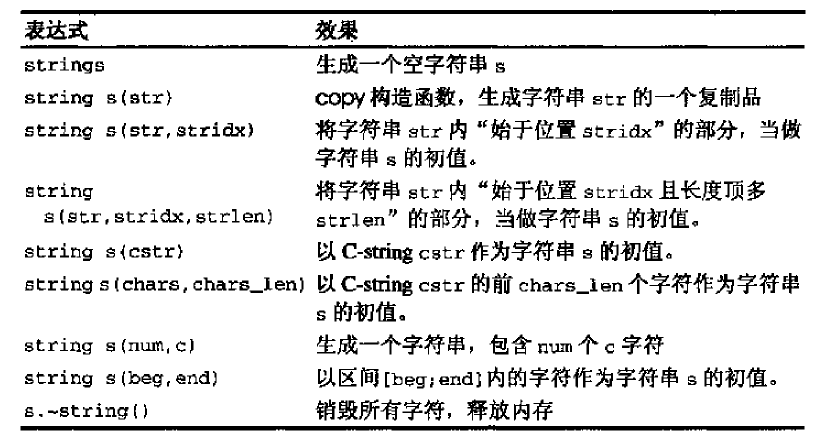 表达式 效果
strings 生成一个空字符串 s
string s(str) copy 构造函数，生成字符串 str 的一个复制品
string s(str,stridx) 将字符串 str 内“始于位置 stridx”的部分，当做
字符串 s 的初值。
string 将字符串 str 内“始于位置 stridx 且长度顶多
s(str,stridx,strlen) strlen”的部分，当做字符串 s 的初值。
string s(cstr) 以 C-string cstr 作为字符串 s 的初值。
string s(chars,chars_len) 以 C-string cstr 的前 chars_len 个字符作为字符串
s 的初值。
string s(num,c) 生成一个字符串，包含 num 个 c 字符
string s(beg,end) 以区间[beg;end]内的字符作为字符串 s 的初值。
s.~string() 销毁所有字符，释放内存